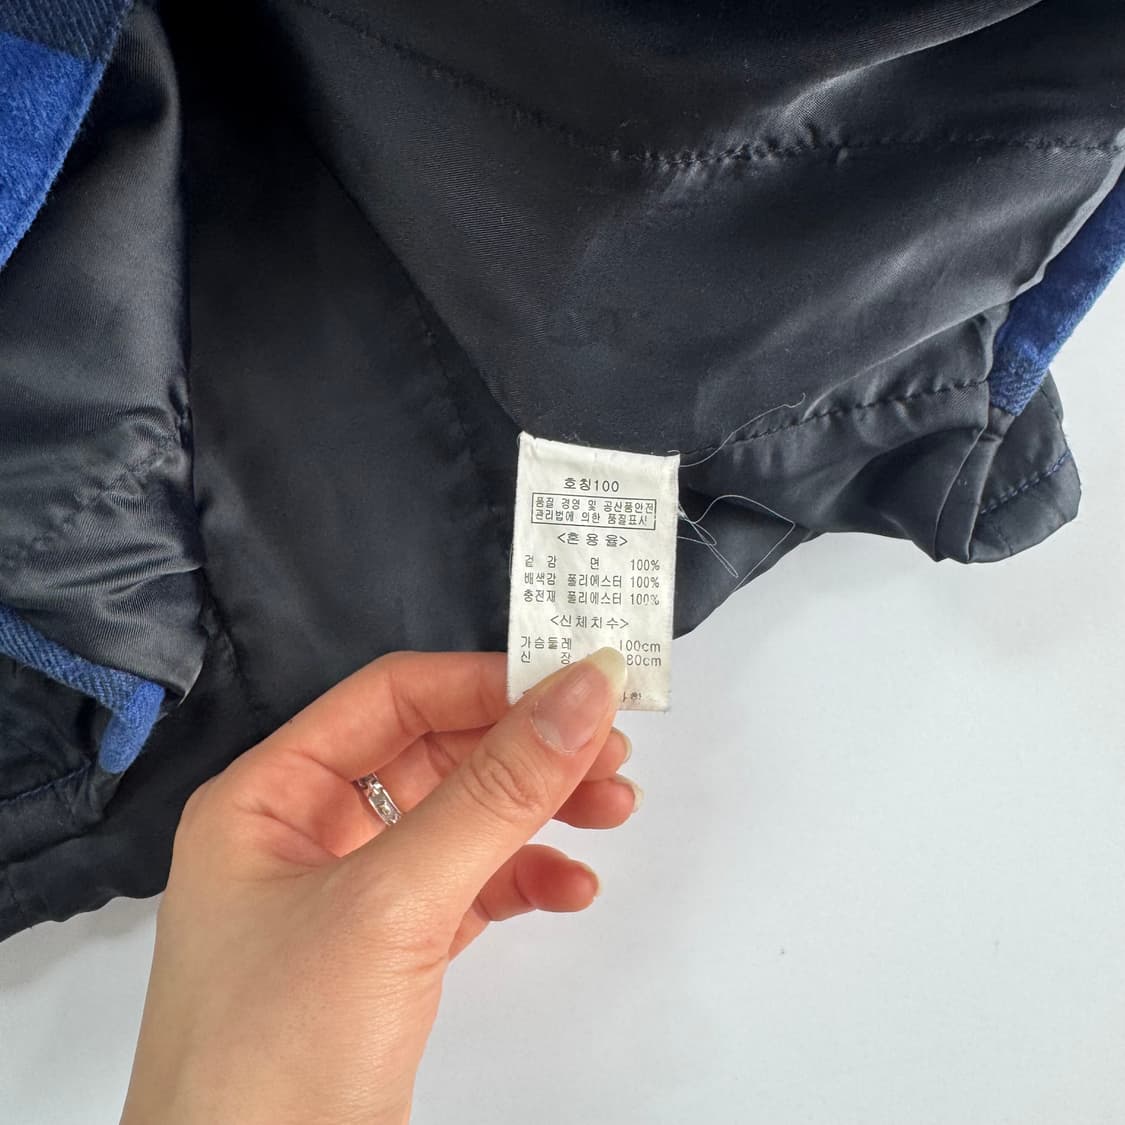 호칭100
품질 경영 및 공산품안전
관리법에 의한 품질표시
<혼 용 율>
겉 감 면 100%
배색감 폴리에스터 100%
충전재 폴리에스터 100%
<신체치수>
가슴둘레 100cm
신 장 80cm